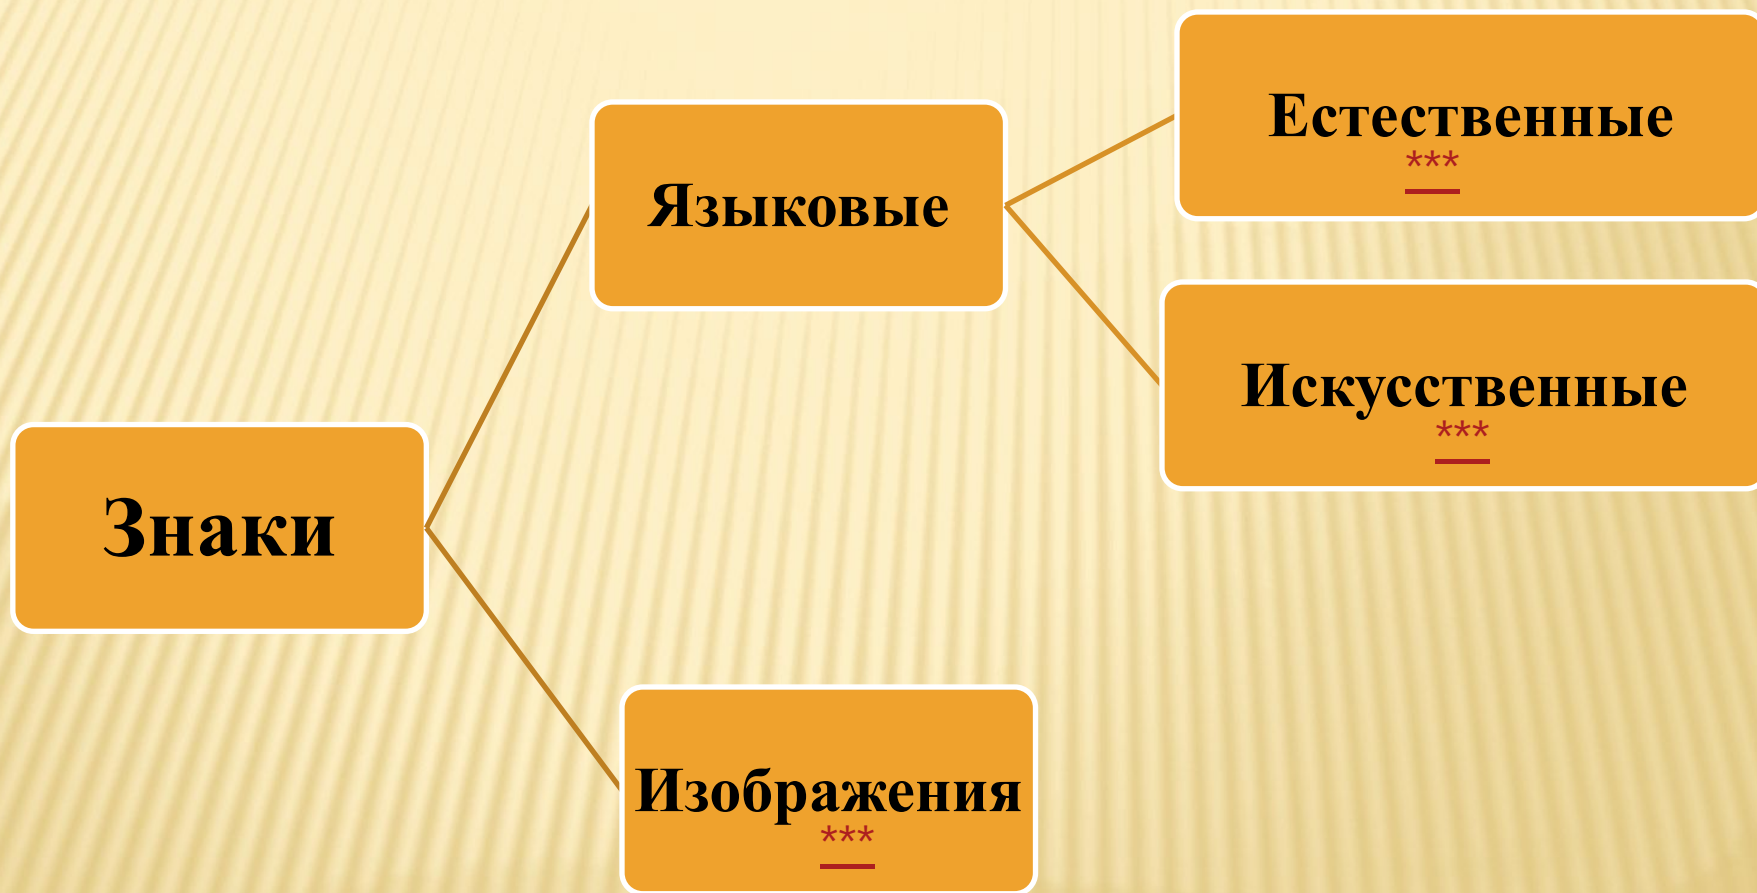 Естественные
***
Языковые
Искусственные
***
Знаки
Изображения
***